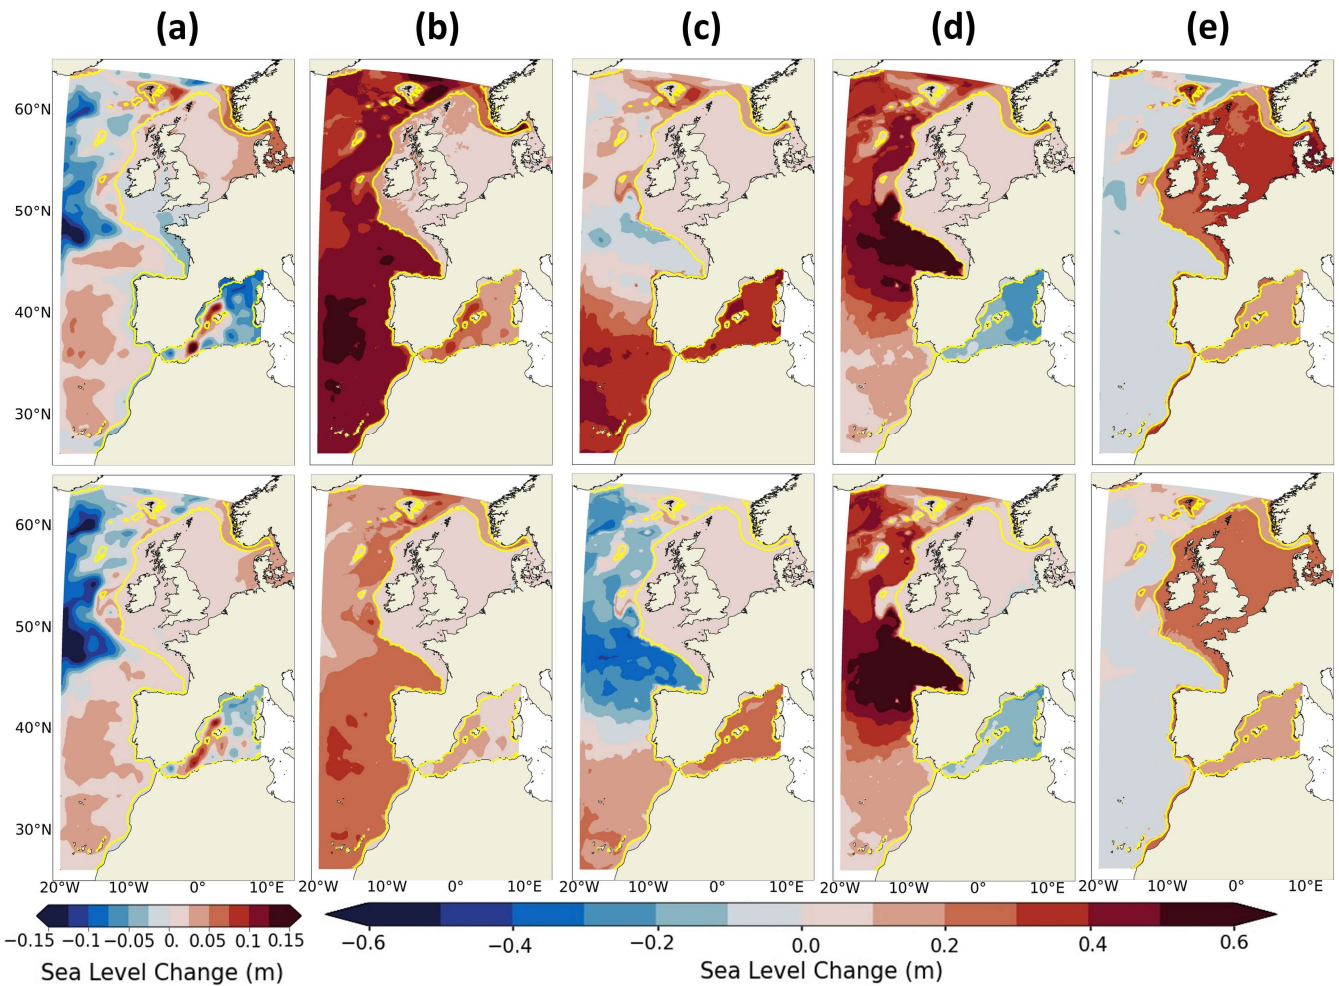 (a) (b) (c) (d) (e)
60°N
50°N
40°N
30°N
60°N
50°N
40°N
30°N
20°W 10°W 0° 10°E 20°W 10°W 0° 10°E 20°W 10°W 0° 10°E 20°W 10°W 0° 10°E 20°W 10°W 0° 10°E
−0.15 −0.1 −0.05 0. 0.05 0.1 0.15 −0.6 −0.4 −0.2 0.0 0.2 0.4 0.6
Sea Level Change (m) Sea Level Change (m)